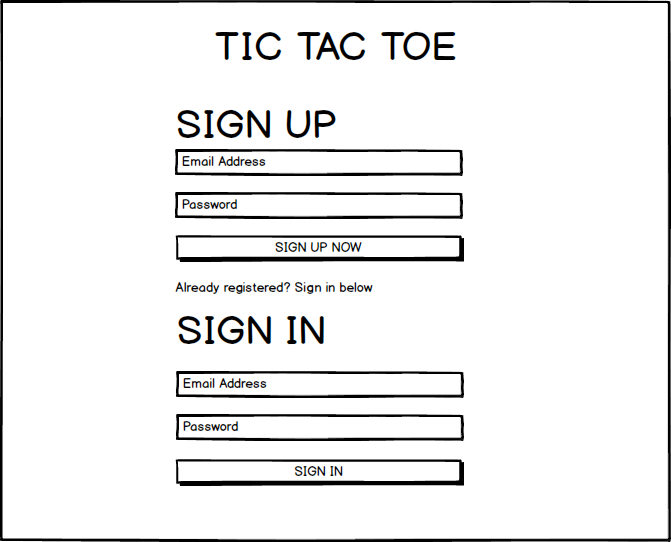 TIC TAC TOE
SIGN UP
Email Address
Password
SIGN UP NOW
Already registered? Sign in below
SIGN IN
Email Address
Password
SIGN IN